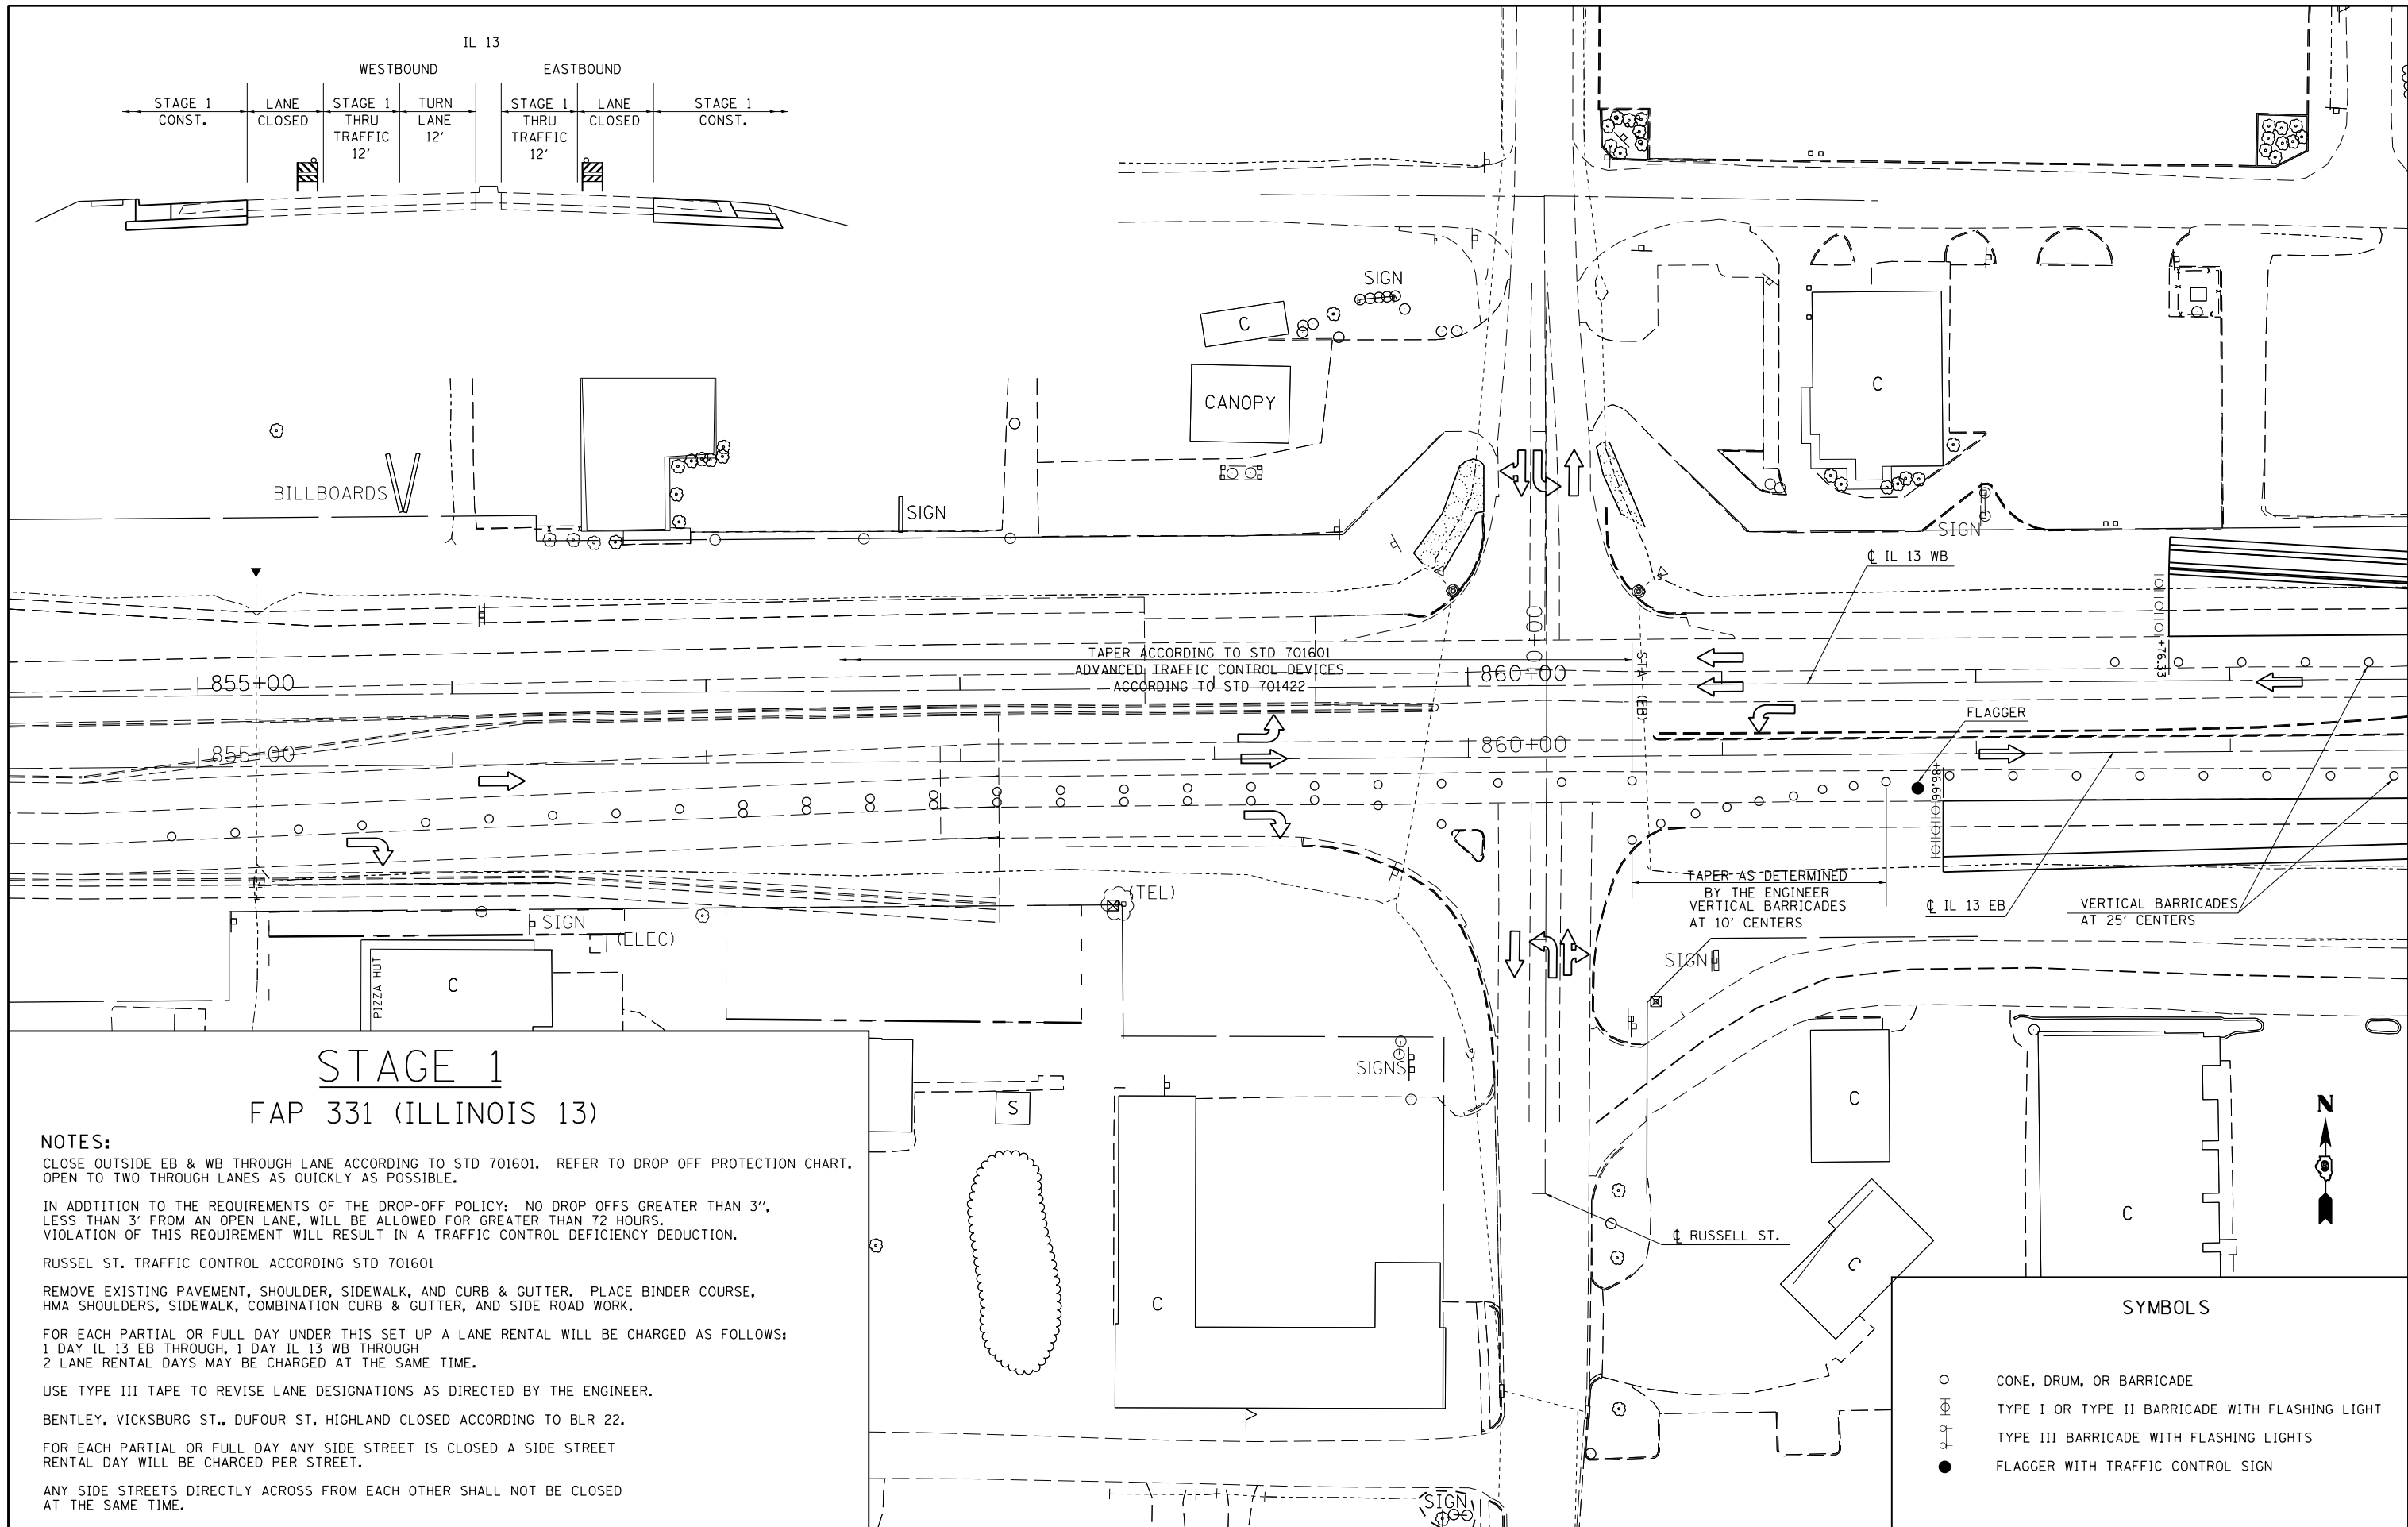 IL 13
WESTBOUND EASTBOUND
STAGE 1 CONST.
LANE CLOSED
STAGE 1 THRU TRAFFIC 12'
TURN LANE 12'
STAGE 1 THRU TRAFFIC 12'
LANE CLOSED
STAGE 1 CONST.
SIGN
C
CANOPY
C
BILLBOARDS
SIGN
SIGN
℄ IL 13 WB
0+00
TAPER ACCORDING TO STD 701601
ADVANCED TRAFFIC CONTROL DEVICES
ACCORDING TO STD 701422
855+00
860+00
STA (EB)
+76.33
FLAGGER
855+00
860+00
+86.66
TAPER AS DETERMINED
BY THE ENGINEER
VERTICAL BARRICADES
AT 10' CENTERS
℄ IL 13 EB
VERTICAL BARRICADES
AT 25' CENTERS
(TEL)
SIGN
(ELEC)
PIZZA HUT
C
SIGN
SIGNS
S
C
C
C
C
℄ RUSSELL ST.
N
SIGN
STAGE 1
FAP 331 (ILLINOIS 13)
NOTES:
CLOSE OUTSIDE EB & WB THROUGH LANE ACCORDING TO STD 701601. REFER TO DROP OFF PROTECTION CHART.
OPEN TO TWO THROUGH LANES AS QUICKLY AS POSSIBLE.
IN ADDTITION TO THE REQUIREMENTS OF THE DROP-OFF POLICY: NO DROP OFFS GREATER THAN 3'',
LESS THAN 3' FROM AN OPEN LANE, WILL BE ALLOWED FOR GREATER THAN 72 HOURS.
VIOLATION OF THIS REQUIREMENT WILL RESULT IN A TRAFFIC CONTROL DEFICIENCY DEDUCTION.
RUSSEL ST. TRAFFIC CONTROL ACCORDING STD 701601
REMOVE EXISTING PAVEMENT, SHOULDER, SIDEWALK, AND CURB & GUTTER. PLACE BINDER COURSE,
HMA SHOULDERS, SIDEWALK, COMBINATION CURB & GUTTER, AND SIDE ROAD WORK.
FOR EACH PARTIAL OR FULL DAY UNDER THIS SET UP A LANE RENTAL WILL BE CHARGED AS FOLLOWS:
1 DAY IL 13 EB THROUGH, 1 DAY IL 13 WB THROUGH
2 LANE RENTAL DAYS MAY BE CHARGED AT THE SAME TIME.
USE TYPE III TAPE TO REVISE LANE DESIGNATIONS AS DIRECTED BY THE ENGINEER.
BENTLEY, VICKSBURG ST., DUFOUR ST, HIGHLAND CLOSED ACCORDING TO BLR 22.
FOR EACH PARTIAL OR FULL DAY ANY SIDE STREET IS CLOSED A SIDE STREET
RENTAL DAY WILL BE CHARGED PER STREET.
ANY SIDE STREETS DIRECTLY ACROSS FROM EACH OTHER SHALL NOT BE CLOSED
AT THE SAME TIME.
SYMBOLS
CONE, DRUM, OR BARRICADE
TYPE I OR TYPE II BARRICADE WITH FLASHING LIGHT
TYPE III BARRICADE WITH FLASHING LIGHTS
FLAGGER WITH TRAFFIC CONTROL SIGN